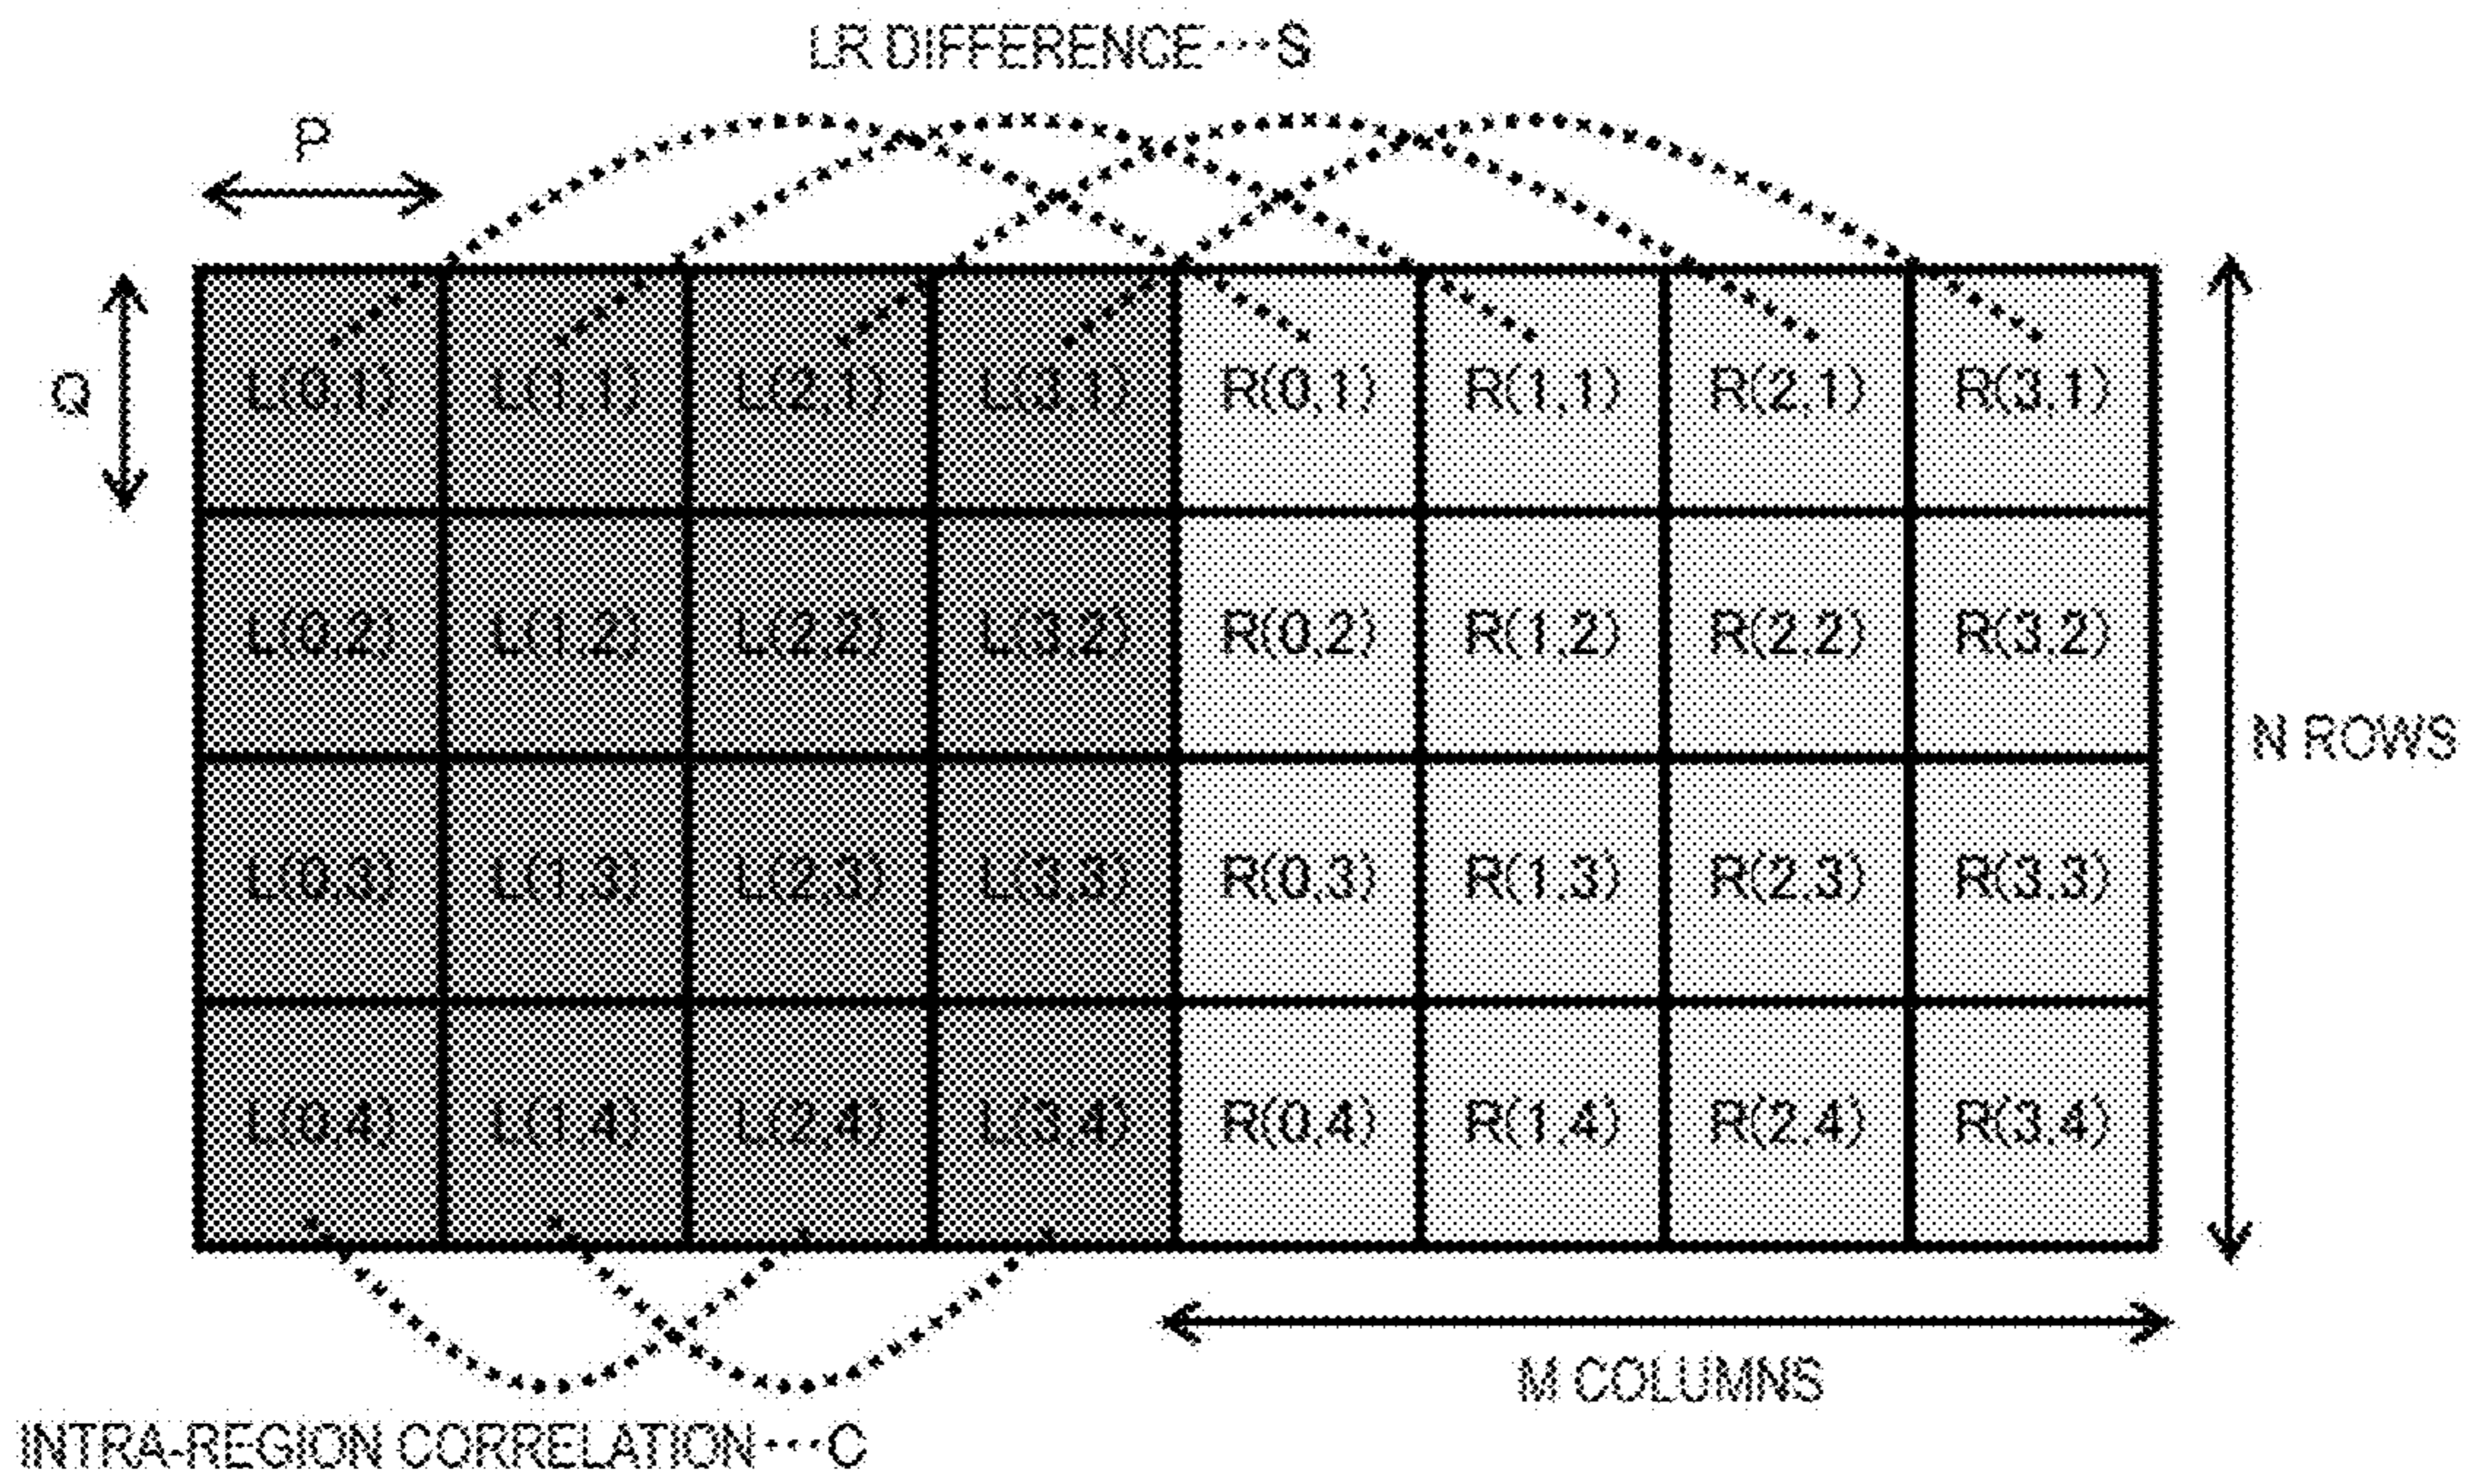 LR DIFFERENCE···S
P
Q
L(0,1) L(1,1) L(2,1) L(3,1) R(0,1) R(1,1) R(2,1) R(3,1)
L(0,2) L(1,2) L(2,2) L(3,2) R(0,2) R(1,2) R(2,2) R(3,2)
N ROWS
L(0,3) L(1,3) L(2,3) L(3,3) R(0,3) R(1,3) R(2,3) R(3,3)
L(0,4) L(1,4) L(2,4) L(3,4) R(0,4) R(1,4) R(2,4) R(3,4)
M COLUMNS
INTRA-REGION CORRELATION···C